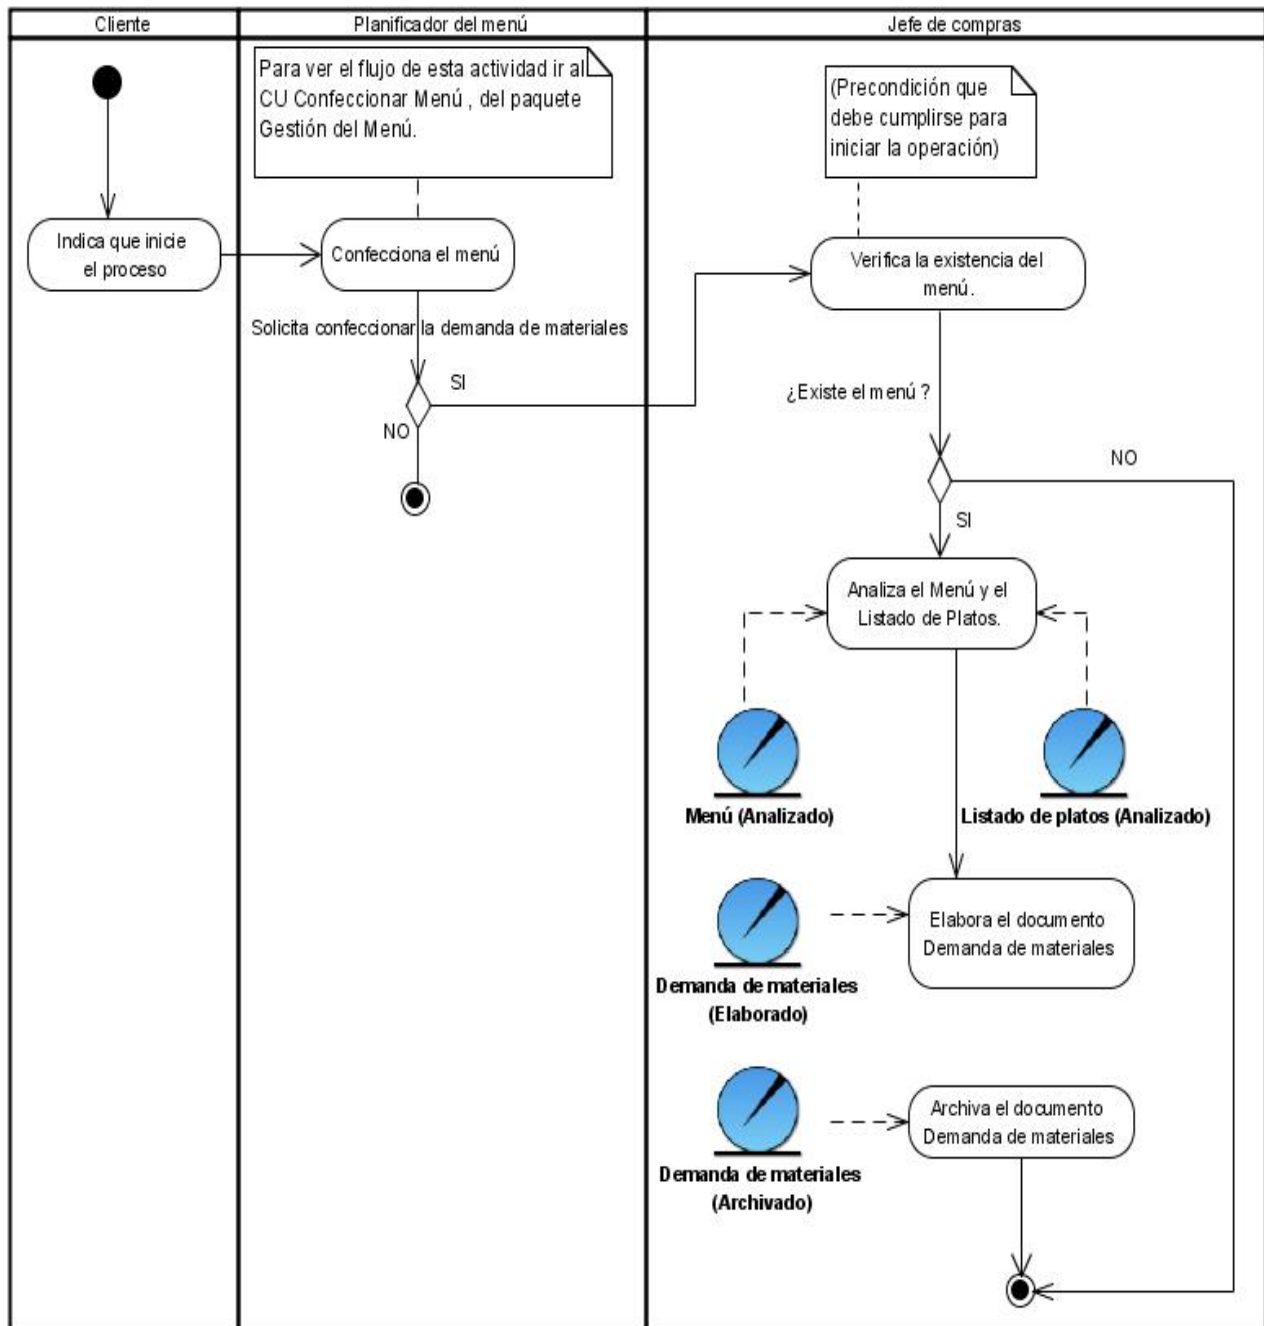 Cliente
Planificador del menú
Jefe de compras
Para ver el flujo de esta actividad ir al
CU Confeccionar Menú , del paquete
Gestión del Menú.
(Precondición que
debe cumplirse para
iniciar la operación)
Indica que inicie
el proceso
Confecciona el menú
Verifica la existencia del
menú.
Solicita confeccionar la demanda de materiales
SI
NO
¿Existe el menú ?
NO
SI
Analiza el Menú y el
Listado de Platos.
Menú (Analizado)
Listado de platos (Analizado)
Elabora el documento
Demanda de materiales
Demanda de materiales
(Elaborado)
Archiva el documento
Demanda de materiales
Demanda de materiales
(Archivado)